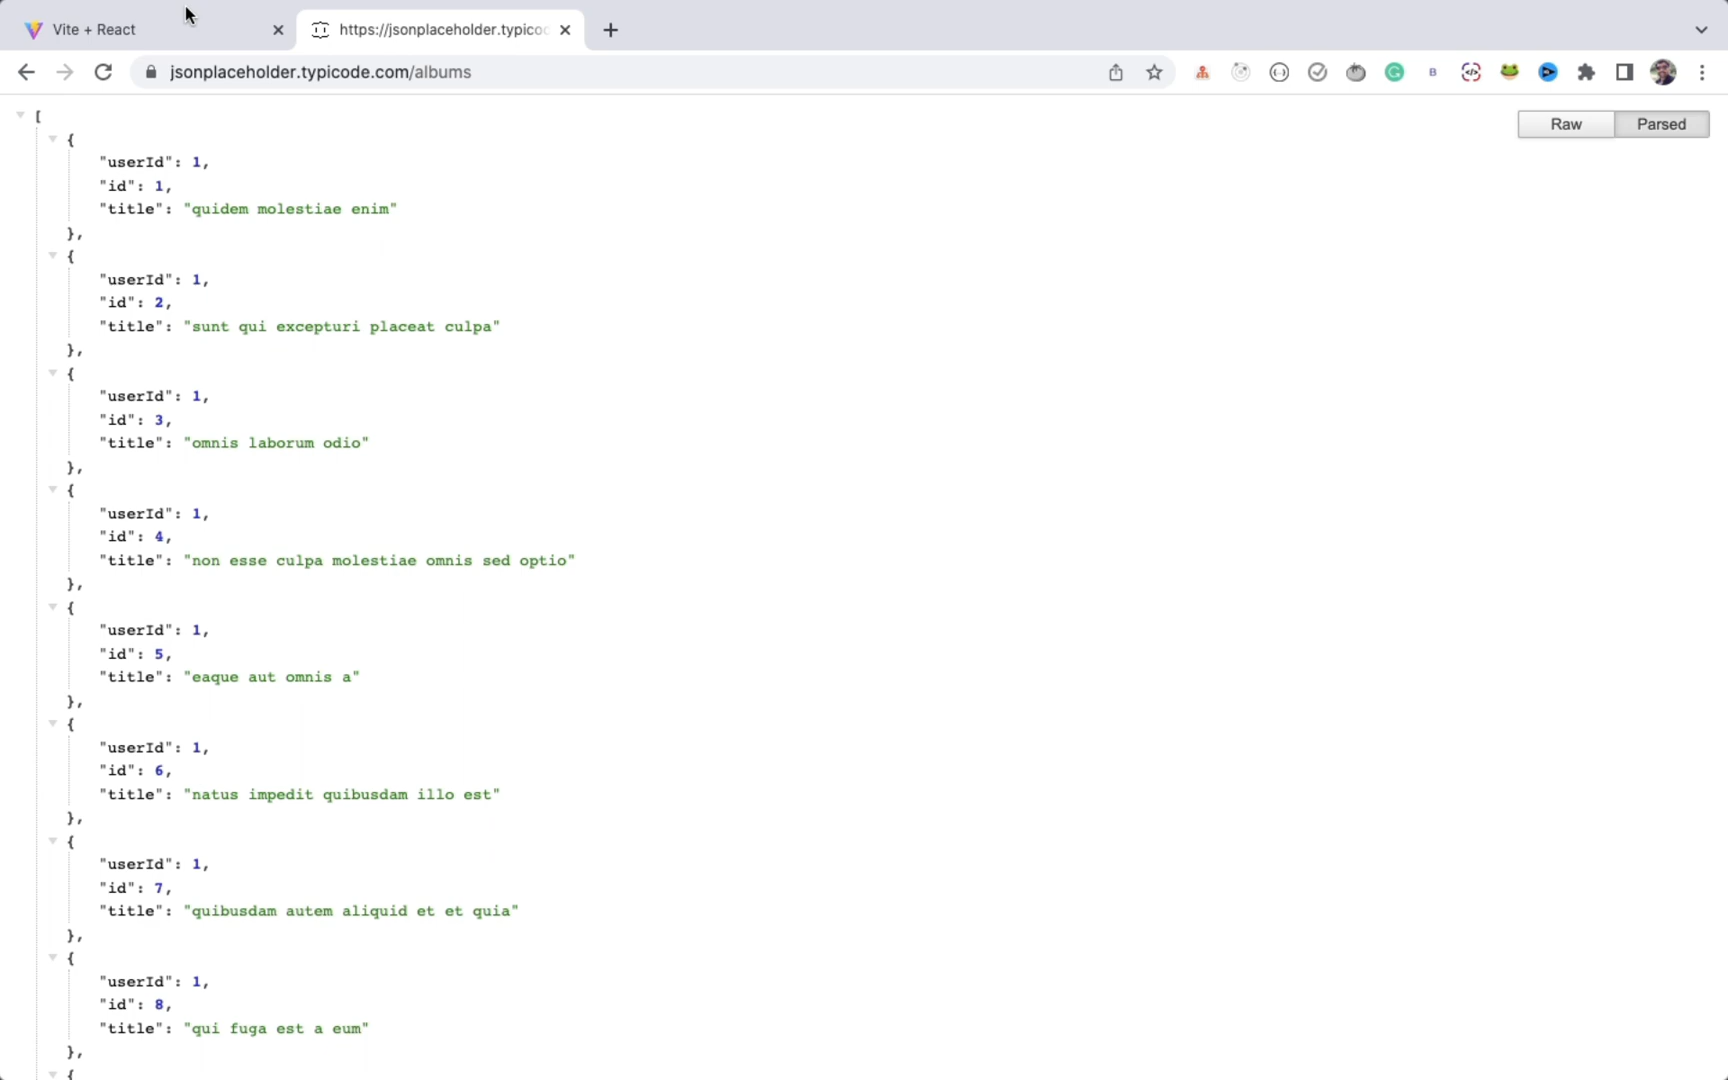 Vite + React
https://jsonplaceholder.typico
jsonplaceholder.typicode.com/albums
Raw
Parsed
[
{
"userId": 1,
"id": 1,
"title": "quidem molestiae enim"
},
{
"userId": 1,
"id": 2,
"title": "sunt qui excepturi placeat culpa"
},
{
"userId": 1,
"id": 3,
"title": "omnis laborum odio"
},
{
"userId": 1,
"id": 4,
"title": "non esse culpa molestiae omnis sed optio"
},
{
"userId": 1,
"id": 5,
"title": "eaque aut omnis a"
},
{
"userId": 1,
"id": 6,
"title": "natus impedit quibusdam illo est"
},
{
"userId": 1,
"id": 7,
"title": "quibusdam autem aliquid et et quia"
},
{
"userId": 1,
"id": 8,
"title": "qui fuga est a eum"
},
{